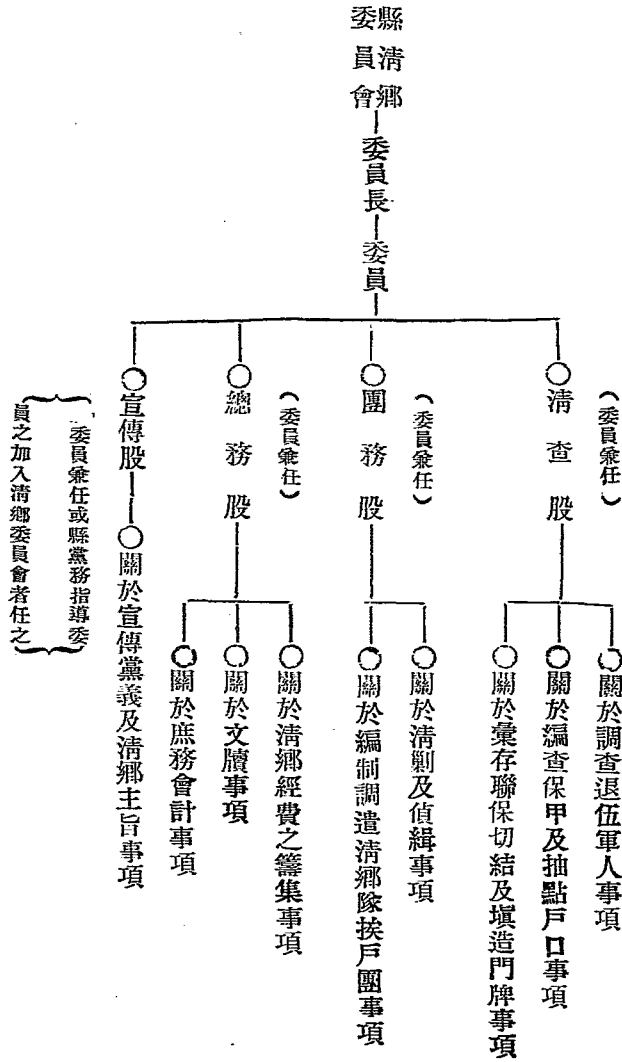 縣清鄉
委員會
委員長
委員
清查股
(委員兼任)
關於調查退伍軍人事項
關於編查保甲及抽點戶口事項
關於彙存聯保切結及塡造門牌事項
團務股
(委員兼任)
關於清剿及偵緝事項
關於編制調遣清鄉隊挨戶團事項
總務股
(委員兼任)
關於清鄉經費之籌集事項
關於文牘事項
關於庶務會計事項
宣傳股
關於宣傳黨義及清鄉主旨事項
委員兼任或縣黨務指導委
員之加入清鄉委員會者任之